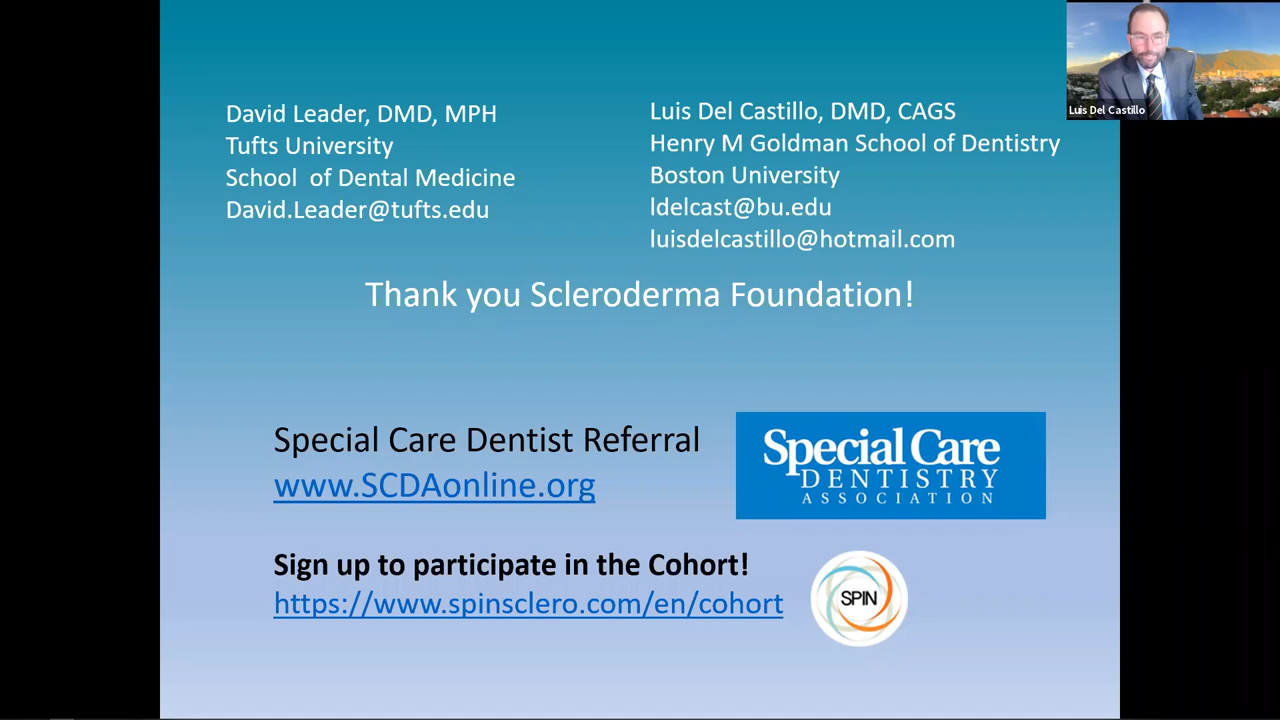 David Leader, DMD, MPH
Tufts University
School of Dental Medicine
David.Leader@tufts.edu
Luis Del Castillo, DMD, CAGS
Henry M Goldman School of Dentistry
Boston University
ldelcast@bu.edu
luisdelcastillo@hotmail.com
Luis Del Castillo
Thank you Scleroderma Foundation!
Special Care Dentist Referral
www.SCDAonline.org
Special Care
DENTISTRY
ASSOCIATION
Sign up to participate in the Cohort!
https://www.spinsclero.com/en/cohort
SPIN